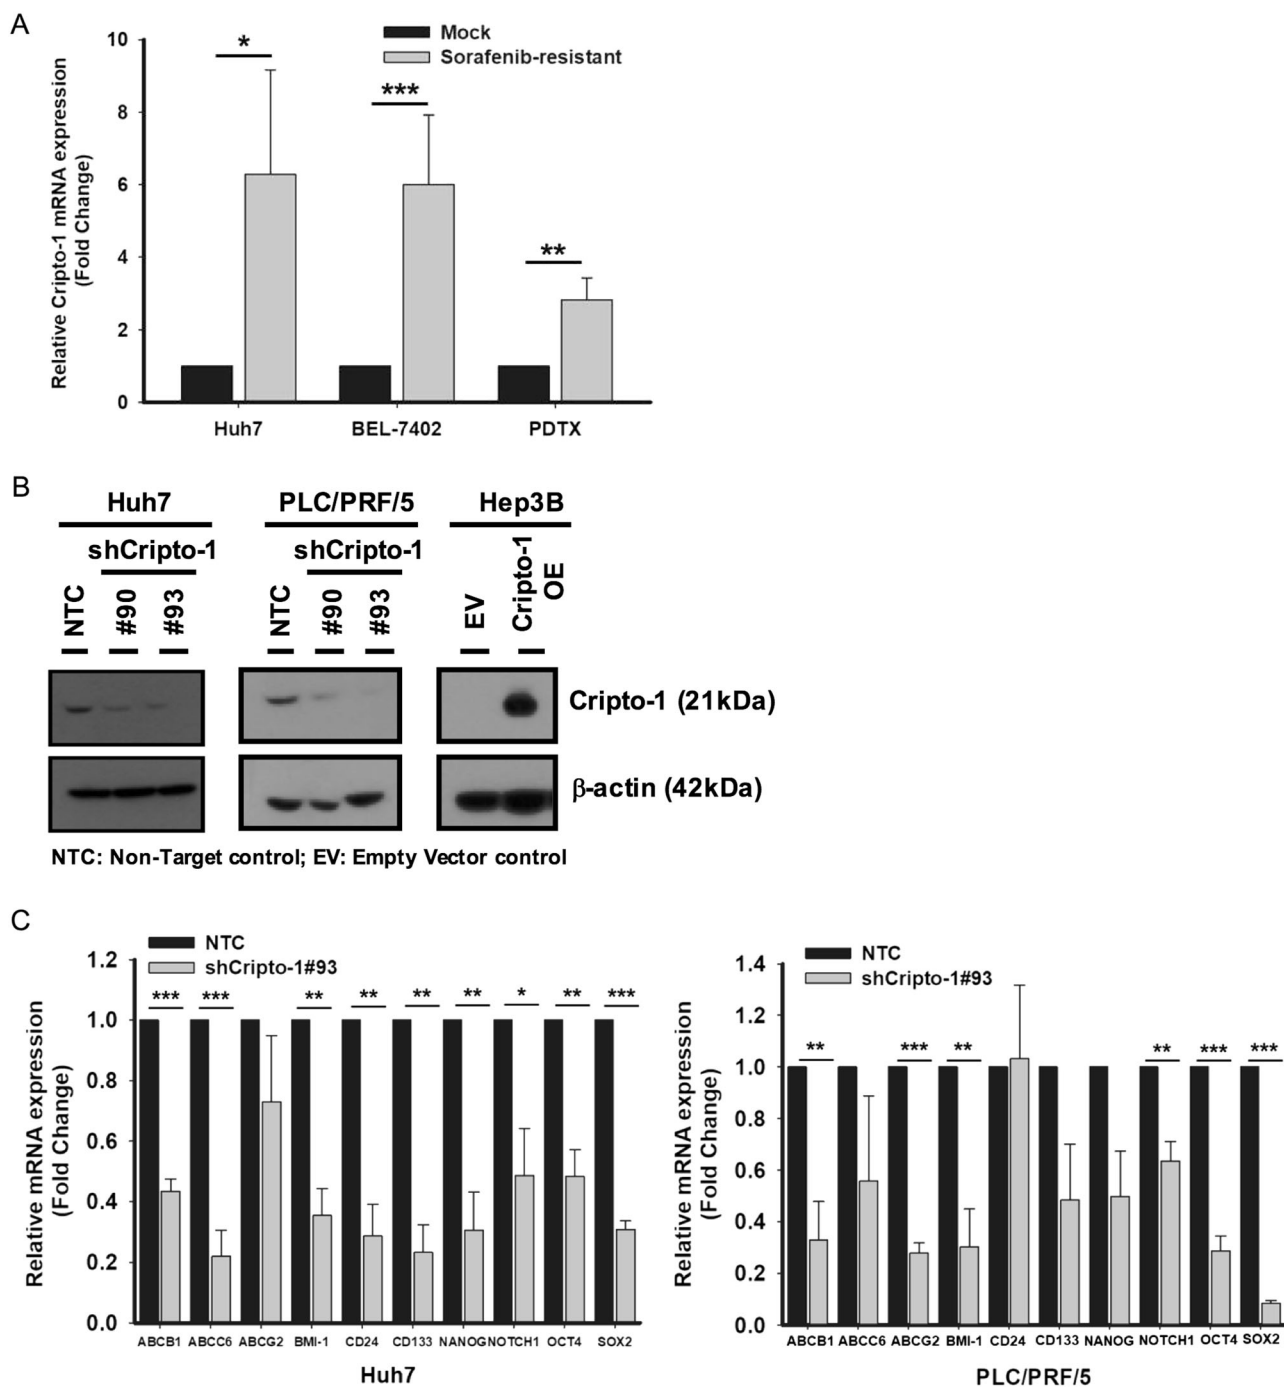 A
Mock
Sorafenib-resistant
Relative Cripto-1 mRNA expression
(Fold Change)
10
8
6
4
2
0
*
***
**
Huh7 BEL-7402 PDTX
B
Huh7 PLC/PRF/5 Hep3B
shCripto-1 shCripto-1
NTC #90 #93 NTC #90 #93 EV Cripto-1 OE
Cripto-1 (21kDa)
β-actin (42kDa)
NTC: Non-Target control; EV: Empty Vector control
C
NTC
shCripto-1#93
Relative mRNA expression
(Fold Change)
1.2
1.0
0.8
0.6
0.4
0.2
0.0
*** *** ** ** ** ** * ** ***
ABCB1 ABCC6 ABCG2 BMI-1 CD24 CD133 NANOG NOTCH1 OCT4 SOX2
Huh7
NTC
shCripto-1#93
Relative mRNA expression
(Fold Change)
1.4
1.2
1.0
0.8
0.6
0.4
0.2
0.0
** *** ** ** *** ***
ABCB1 ABCC6 ABCG2 BMI-1 CD24 CD133 NANOG NOTCH1 OCT4 SOX2
PLC/PRF/5